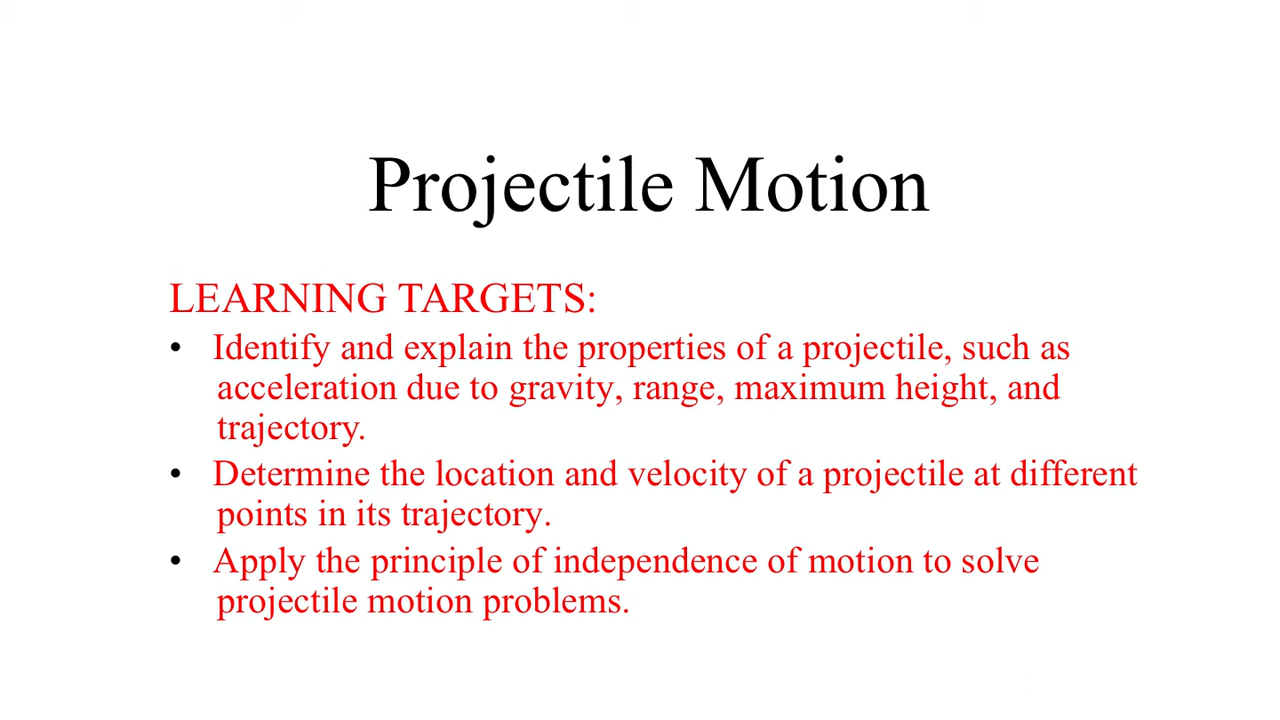 Projectile Motion
LEARNING TARGETS:
• Identify and explain the properties of a projectile, such as
acceleration due to gravity, range, maximum height, and
trajectory.
• Determine the location and velocity of a projectile at different
points in its trajectory.
• Apply the principle of independence of motion to solve
projectile motion problems.